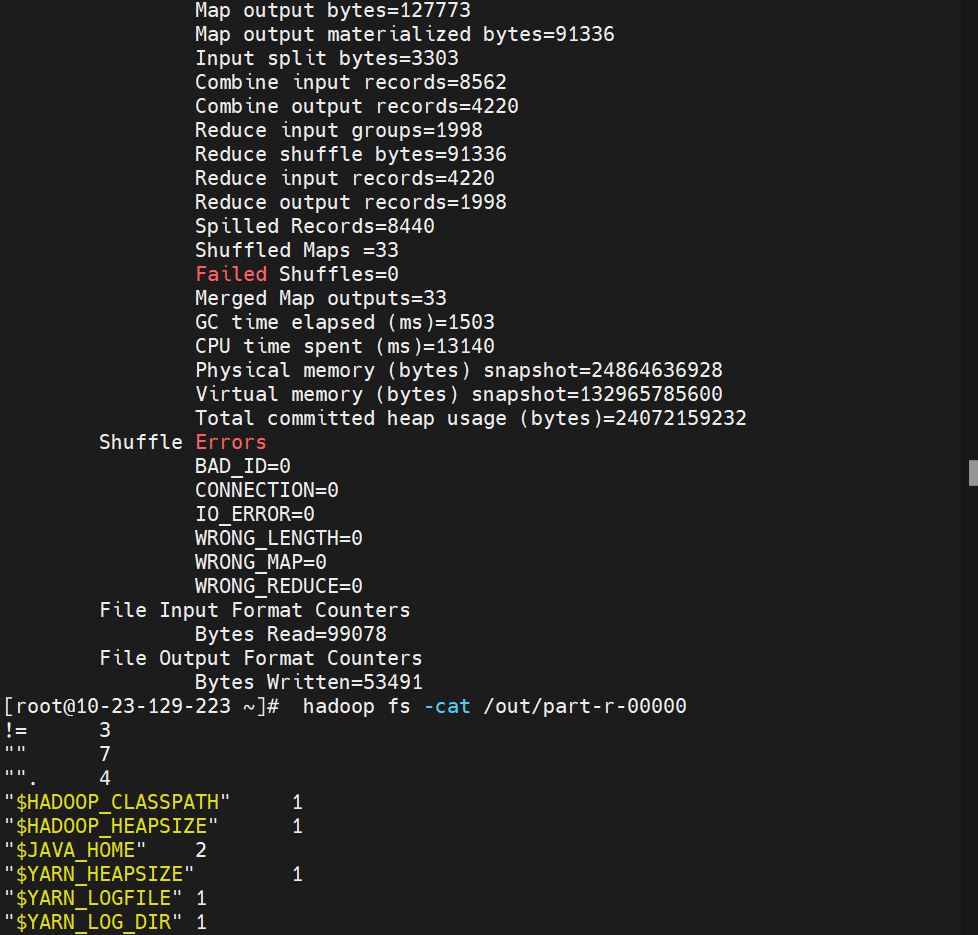 Map output bytes=127773
Map output materialized bytes=91336
Input split bytes=3303
Combine input records=8562
Combine output records=4220
Reduce input groups=1998
Reduce shuffle bytes=91336
Reduce input records=4220
Reduce output records=1998
Spilled Records=8440
Shuffled Maps =33
Failed Shuffles=0
Merged Map outputs=33
GC time elapsed (ms)=1503
CPU time spent (ms)=13140
Physical memory (bytes) snapshot=24864636928
Virtual memory (bytes) snapshot=132965785600
Total committed heap usage (bytes)=24072159232
Shuffle Errors
BAD_ID=0
CONNECTION=0
IO_ERROR=0
WRONG_LENGTH=0
WRONG_MAP=0
WRONG_REDUCE=0
File Input Format Counters
Bytes Read=99078
File Output Format Counters
Bytes Written=53491
[root@10-23-129-223 ~]#  hadoop fs -cat /out/part-r-00000
!=      3
""      7
"".     4
"$HADOOP_CLASSPATH"     1
"$HADOOP_HEAPSIZE"      1
"$JAVA_HOME"    2
"$YARN_HEAPSIZE"        1
"$YARN_LOGFILE" 1
"$YARN_LOG_DIR" 1